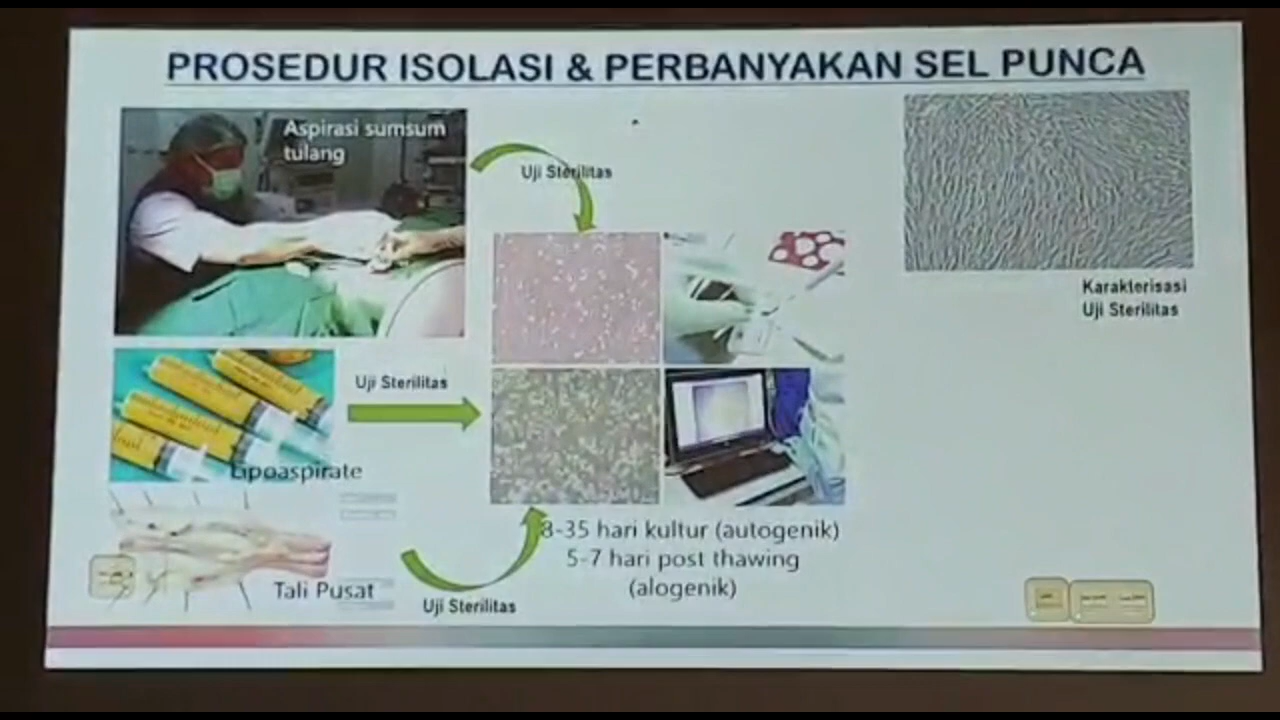 PROSEDUR ISOLASI & PERBANYAKAN SEL PUNCA
Aspirasi sumsum
tulang
Uji Sterilitas
Karakterisasi
Uji Sterilitas
Uji Sterilitas
Lipoaspirate
Tali Pusat
Uji Sterilitas
8-35 hari kultur (autogenik)
5-7 hari post thawing
(alogenik)